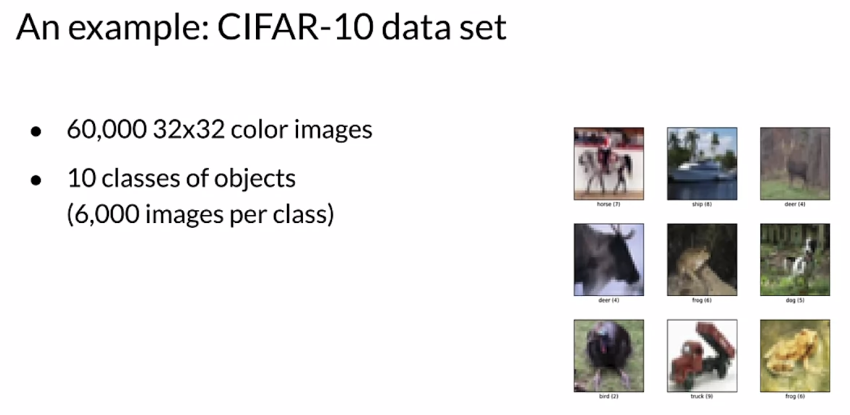 An example: CIFAR-10 data set
● 60,000 32x32 color images
● 10 classes of objects
(6,000 images per class)
horse (7)
ship (8)
deer (4)
deer (4)
frog (6)
dog (5)
bird (2)
truck (9)
frog (6)